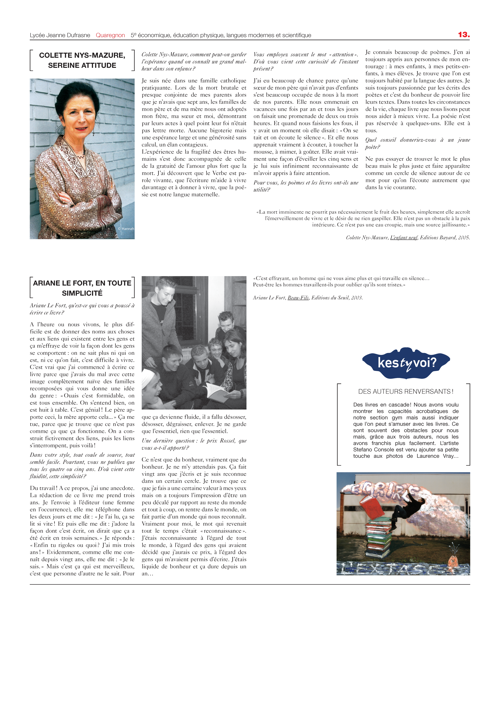 Lycée Jeanne Dufrasne Quaregnon 5e économique, éducation physique, langues modernes et scientifique
13.
COLETTE NYS-MAZURE,
SEREINE ATTITUDE
Colette Nys-Mazure, comment peut-on garder
l'espérance quand on connaît un grand mal-
heur dans son enfance?
Je suis née dans une famille catholique
pratiquante. Lors de la mort brutale et
presque conjointe de mes parents alors
que je n'avais que sept ans, les familles de
mon père et de ma mère nous ont adoptés
mon frère, ma sœur et moi, démontrant
par leurs actes à quel point leur foi n'était
pas lettre morte. Aucune bigoterie mais
une espérance large et une générosité sans
calcul, un élan contagieux.
L'expérience de la fragilité des êtres hu-
mains s'est donc accompagnée de celle
de la gratuité de l'amour plus fort que la
mort. J'ai découvert que le Verbe est pa-
role vivante, que l'écriture m'aide à vivre
davantage et à donner à vivre, que la poé-
sie est notre langue maternelle.
Vous employez souvent le mot « attention ».
D'où vous vient cette curiosité de l'instant
présent?
J'ai eu beaucoup de chance parce qu'une
sœur de mon père qui n'avait pas d'enfants
s'est beaucoup occupée de nous à la mort
de nos parents. Elle nous emmenait en
vacances une fois par an et tous les jours
on faisait une promenade de deux ou trois
heures. Et quand nous faisions les fous, il
y avait un moment où elle disait : « On se
tait et on écoute le silence ». Et elle nous
apprenait vraiment à écouter, à toucher la
mousse, à humer, à goûter. Elle avait vrai-
ment une façon d'éveiller les cinq sens et
je lui suis infiniment reconnaissante de
m'avoir appris à faire attention.
Pour vous, les poèmes et les livres ont-ils une
utilité?
Je connais beaucoup de poèmes. J'en ai
toujours appris aux personnes de mon en-
tourage : à mes enfants, à mes petits-en-
fants, à mes élèves. Je trouve que l'on est
toujours habité par la langue des autres. Je
suis toujours passionnée par les écrits des
poètes et c'est du bonheur de pouvoir lire
leurs textes. Dans toutes les circonstances
de la vie, chaque livre que nous lisons peut
nous aider à mieux vivre. La poésie n'est
pas réservée à quelques-uns. Elle est à
tous.
Quel conseil donneriez-vous à un jeune
poète?
Ne pas essayer de trouver le mot le plus
beau mais le plus juste et faire apparaître
comme un cercle de silence autour de ce
mot pour qu'on l'écoute autrement que
dans la vie courante.
«La mort imminente ne pourrit pas nécessairement le fruit des beaux, simplement elle accroît
l'émerveillement de vivre et le désir de ne rien gaspiller. Elle n'est pas un obstacle à la paix
intérieure. Ce n'est pas une eau croupie, mais une source jaillissante.»
Colette Nys-Mazure, L'enfant neuf, Editions Bayard, 2005.
ARIANE LE FORT, EN TOUTE
SIMPLICITÉ
Ariane Le Fort, qu'est-ce qui vous a poussé à
écrire ce livre?
A l'heure où nous vivons, le plus dif-
ficile est de donner des noms aux choses
et aux liens qui existent entre les gens et
ça m'effraye de voir la façon dont les gens
se comportent : on ne sait plus ni qui on
est, ni ce qu'on fait, c'est difficile à vivre.
C'est vrai que j'ai commencé à écrire ce
livre parce que j'avais du mal avec cette
image complètement naïve des familles
recomposées qui vous donne une idée
du genre : « Ouais c'est formidable, on
est tous ensemble. On s'entend bien, on
est huit à table. C'est génial! Le père ap-
porte ceci, la mère apporte cela... » Ça me
tue, parce que je trouve que ce n'est pas
comme ça que ça fonctionne. On a con-
struit fictivement des liens, puis les liens
s'interrompent, puis voilà!
Dans votre style, tout coule de source, tout
semble facile. Pourtant, vous ne publiez que
tous les quatre ou cinq ans. D'où vient cette
fluidité, cette simplicité?
Du travail! A ce propos, j'ai une anecdote.
La rédaction de ce livre me prend trois
ans. Je l'envoie à l'éditeur (une femme
en l'occurrence), elle me téléphone dans
les deux jours et me dit : « Je l'ai lu, ça se
lit si vite! Et puis elle me dit : j'adore la
façon dont c'est écrit, on dirait que ça a
été écrit en trois semaines. » Je réponds :
« Enfin tu rigoles ou quoi? J'ai mis trois
ans! » Evidemment, comme elle me con-
naît depuis vingt ans, elle me dit : « Je le
sais. » Mais c'est ça qui est merveilleux,
c'est que personne d'autre ne le sait. Pour
que ça devienne fluide, il a fallu dévosser,
désosser, dégraisser, enlever. Je ne garde
que l'essentiel, rien que l'essentiel.
Une dernière question : le prix Rossel, que
vous a-t-il apporté?
Ce n'est que du bonheur, vraiment que du
bonheur. Je ne m'y attendais pas. Ça fait
vingt ans que j'écris et je suis reconnue
dans un certain cercle. Je trouve que ce
que je fais a une certaine valeur à mes yeux
mais on a toujours l'impression d'être un
peu décalé par rapport au reste du monde
et tout à coup, on rentre dans le monde, on
fait partie d'un monde qui nous reconnaît.
Vraiment pour moi, le mot qui revenait
tout le temps c'était « reconnaissance ».
J'étais reconnaissante à l'égard de tout
le monde, à l'égard des gens qui avaient
décidé que j'aurais ce prix, à l'égard des
gens qui m'avaient permis d'écrire. J'étais
liquide de bonheur et ça dure depuis un
an...
«C'est effrayant, un homme qui ne vous aime plus et qui travaille en silence...
Peut-être les hommes travaillent-ils pour oublier qu'ils sont tristes.»
Ariane Le Fort, Beau-Fils, Editions du Seuil, 2003.
kestyvoi?
DES AUTEURS RENVERSANTS!
Des livres en cascade! Nous avons voulu
montrer les capacités acrobatiques de
notre section gym mais aussi indiquer
que l'on peut s'amuser avec les livres. Ce
sont souvent des obstacles pour nous
mais, grâce aux trois auteurs, nous les
avons franchis plus facilement. L'artiste
Stefano Console est venu ajouter sa petite
touche aux photos de Laurence Vray...